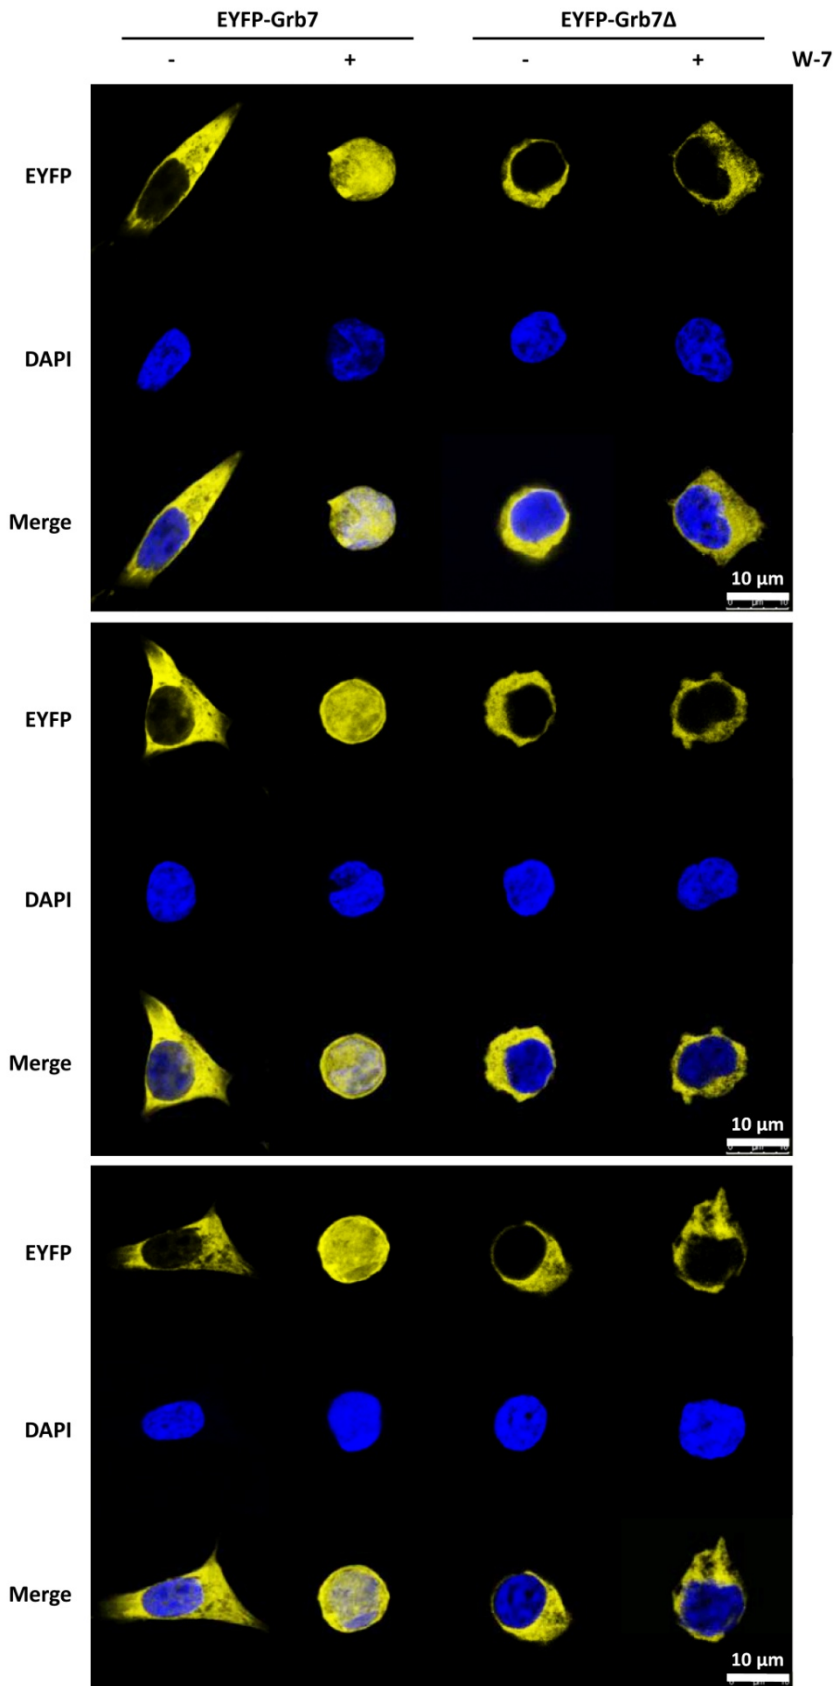 EYFP-Grb7 EYFP-Grb7Δ
- + - + W-7
EYFP
DAPI
Merge
10 µm
EYFP
DAPI
Merge
10 µm
EYFP
DAPI
Merge
10 µm